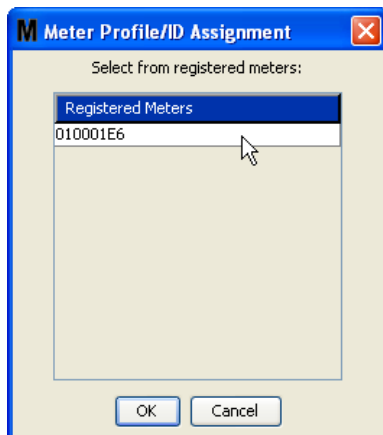 M Meter Profile/ID Assignment
Select from registered meters:
Registered Meters
010001E6
OK Cancel